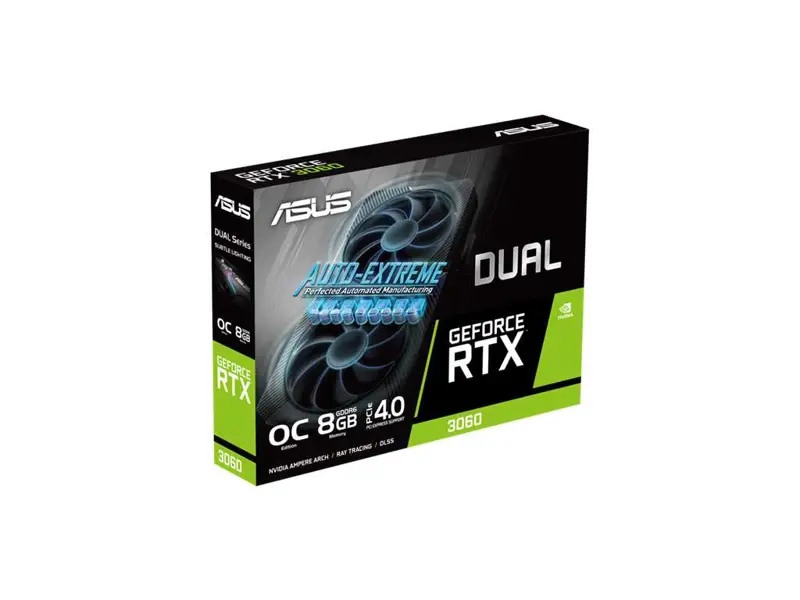 GEFORCE
RTX 3060
ASUS
ASUS
DUAL Series
SUBTLE LIGHTING
OC 8GB
GDDR6
GEFORCE
RTX
3060
ASUS
AUTO-EXTREME
Perfected Automated Manufacturing
DUAL
GEFORCE
RTX
NVIDIA
3060
OC 8GB
Edition
GDDR6
Memory
PCIe 4.0
PCI EXPRESS SUPPORT
NVIDIA AMPERE ARCH. / RAY TRACING / DLSS